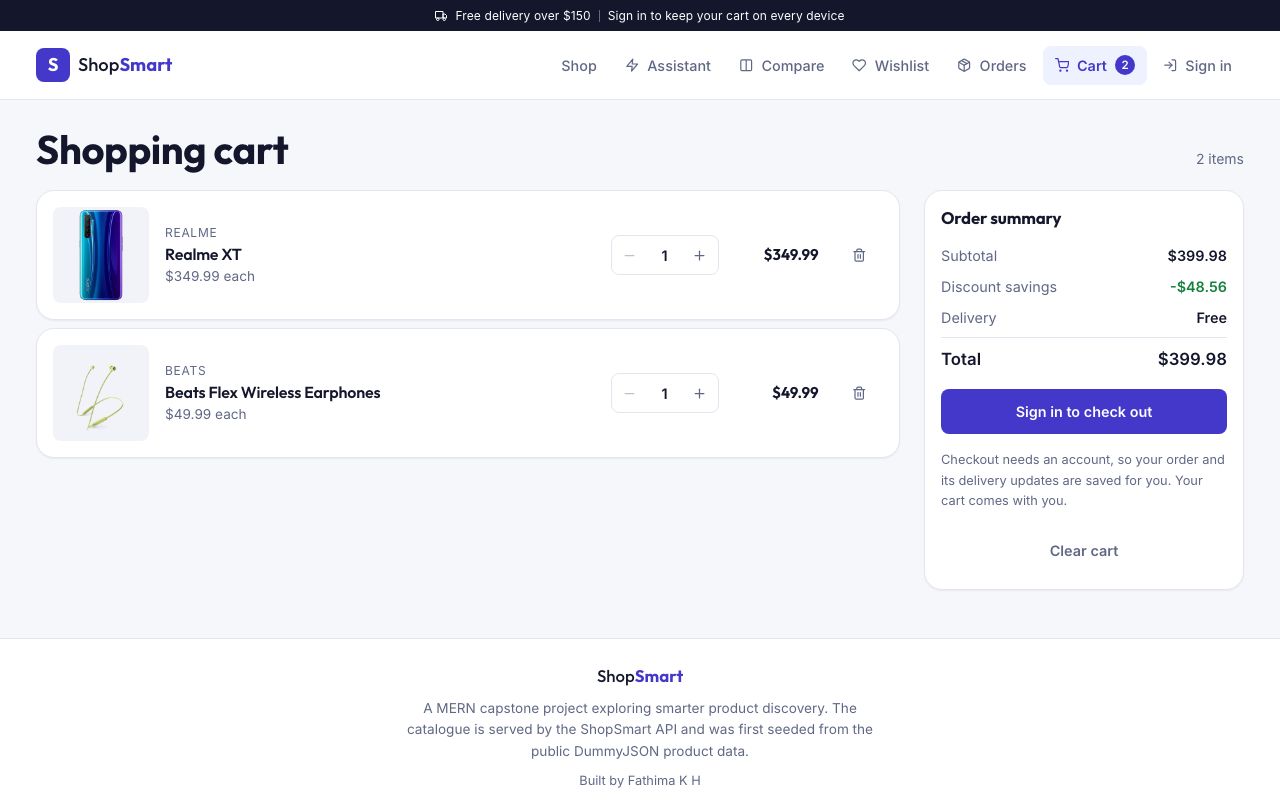 Free delivery over $150 | Sign in to keep your cart on every device
S ShopSmart
Shop Assistant Compare Wishlist Orders Cart 2 Sign in
Shopping cart
2 items
REALME
Realme XT
$349.99 each
1
$349.99
BEATS
Beats Flex Wireless Earphones
$49.99 each
1
$49.99
Order summary
Subtotal $399.98
Discount savings -$48.56
Delivery Free
Total $399.98
Sign in to check out
Checkout needs an account, so your order and
its delivery updates are saved for you. Your
cart comes with you.
Clear cart
ShopSmart
A MERN capstone project exploring smarter product discovery. The
catalogue is served by the ShopSmart API and was first seeded from the
public DummyJSON product data.
Built by Fathima K H